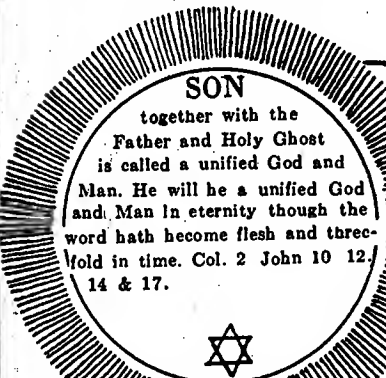 SON
together with the
Father and Holy Ghost
is called a unified God and
Man. He will be a unified God
and Man in eternity though the
word hath become flesh and three-
fold in time. Col. 2 John 10 12,
14 & 17.